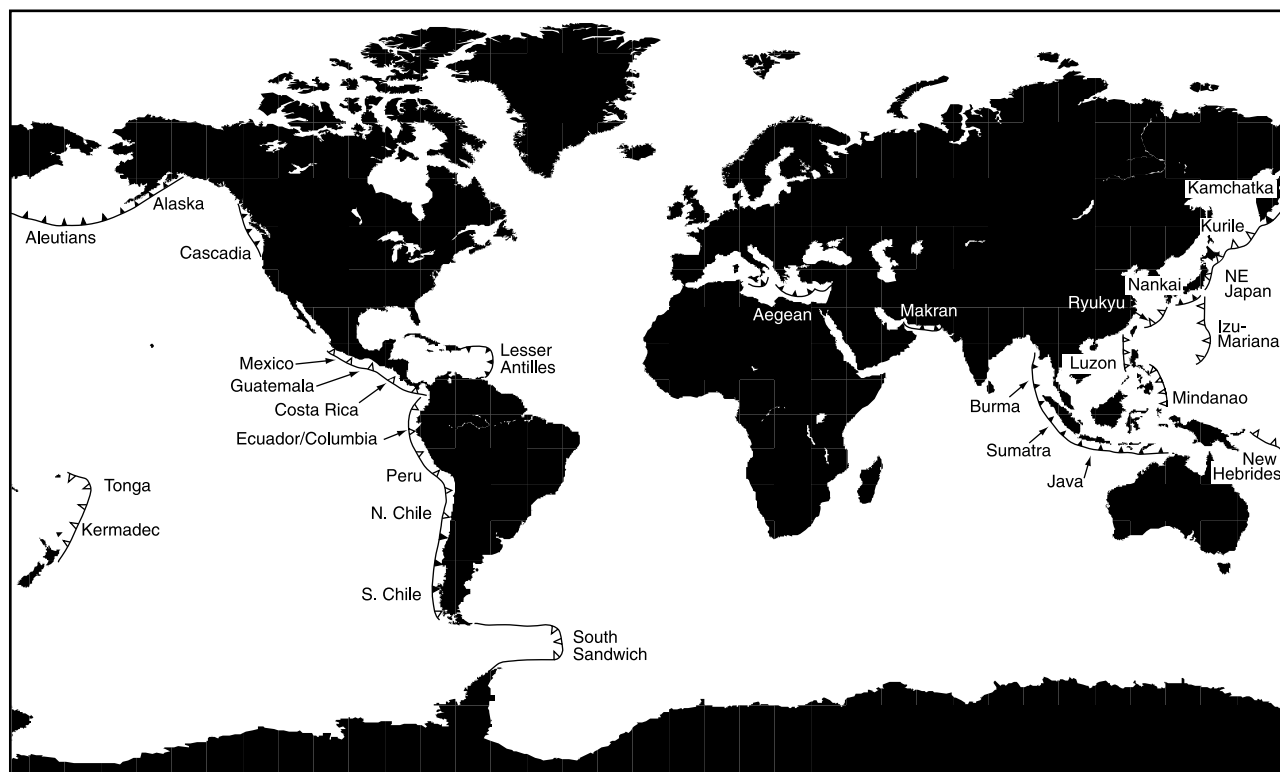 Kamchatka
Alaska
Kurile
Aleutians
Cascadia
NE
Japan
Nankai
Ryukyu
Aegean
Makran
Izu-
Mariana
Lesser
Antilles
Mexico
Luzon
Guatemala
Mindanao
Costa Rica
Burma
Ecuador/Columbia
Sumatra
New
Hebrides
Peru
Java
Tonga
N. Chile
Kermadec
S. Chile
South
Sandwich